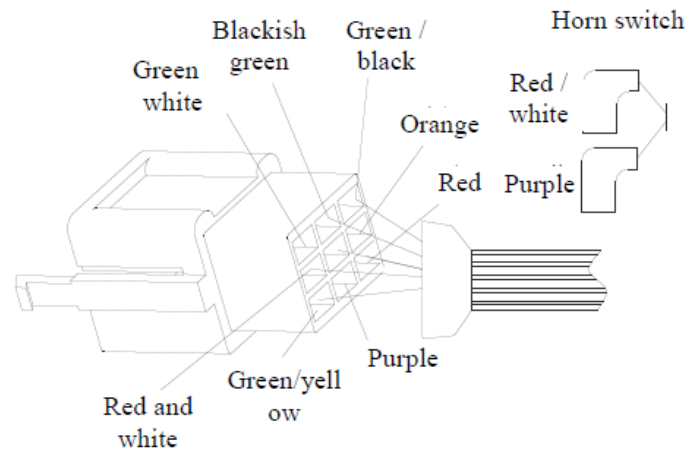 Horn switch
Blackish
green
Green /
black
Green
white
Red /
white
Orange
Red
Purple
Purple
Green/yell
ow
Red and
white